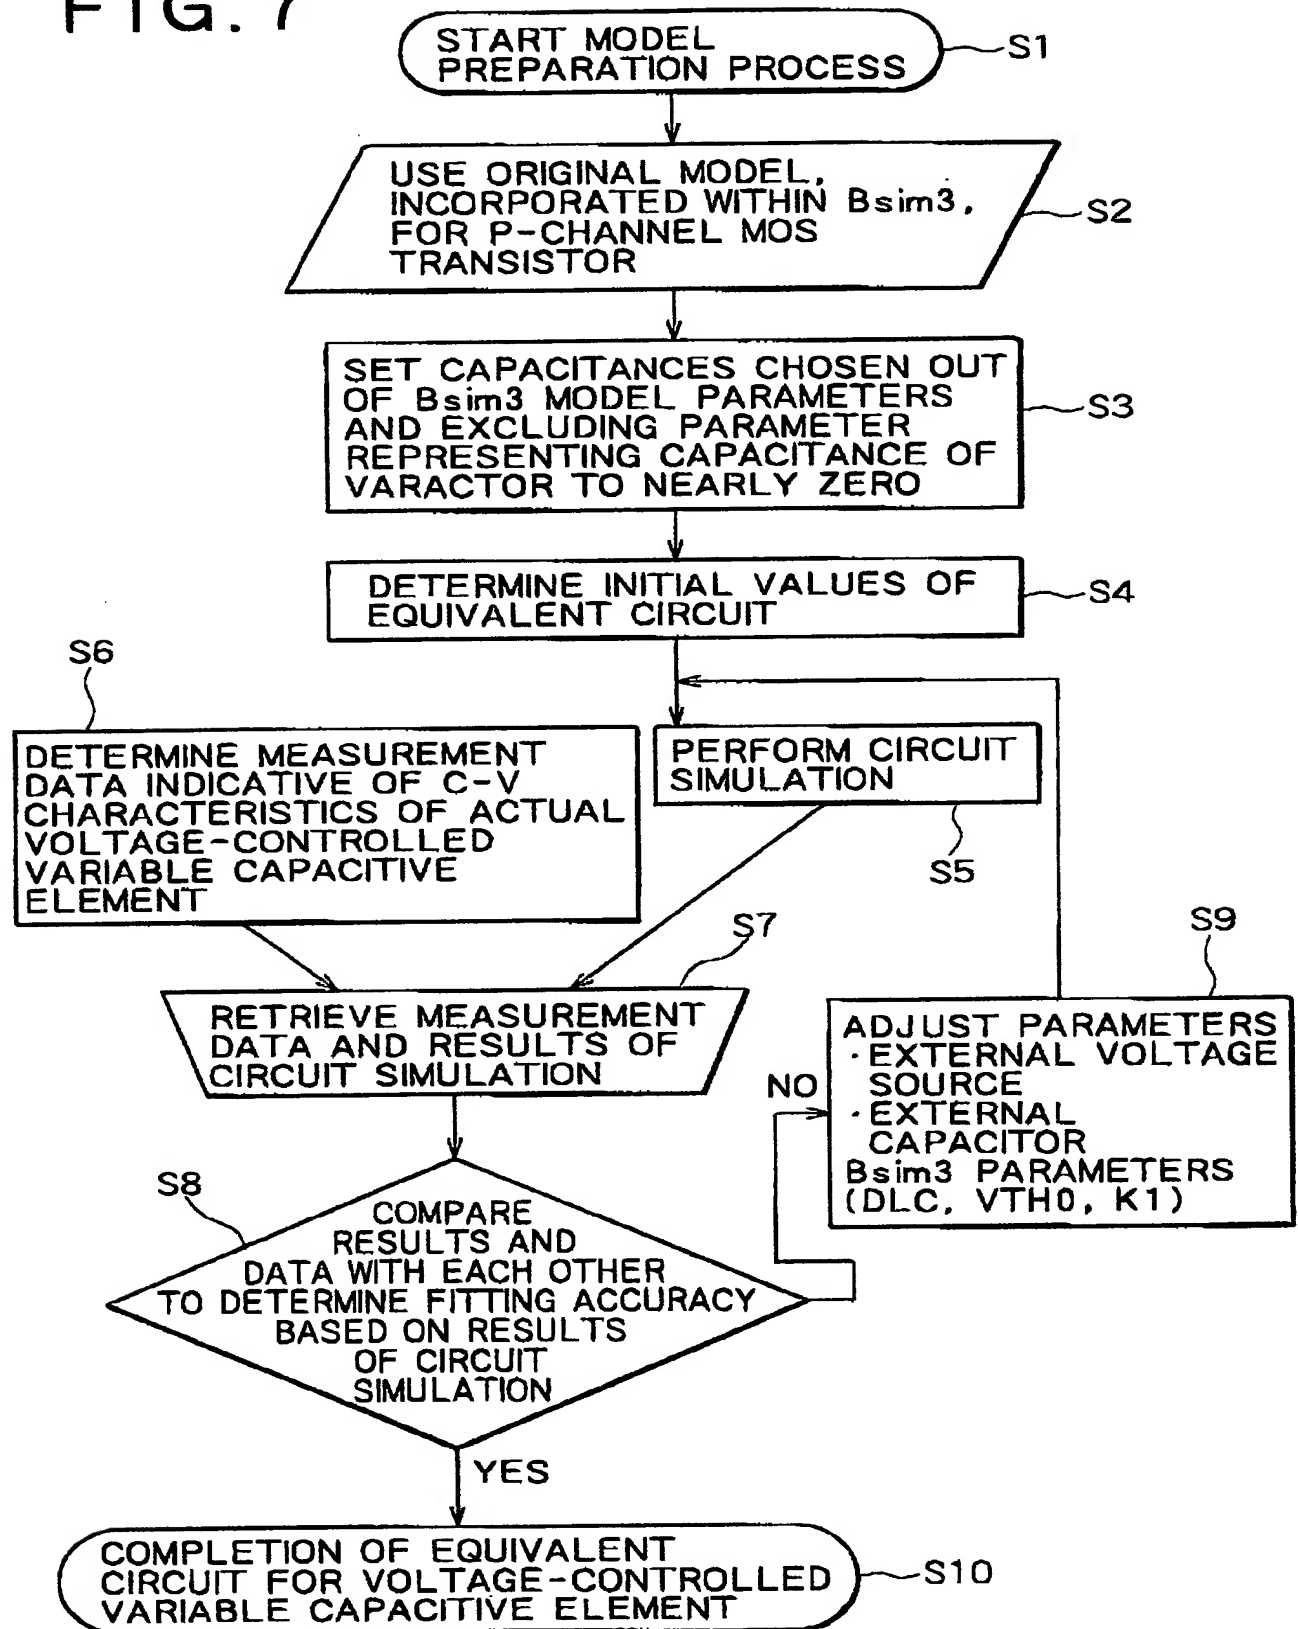 FIG. 7
START MODEL
PREPARATION PROCESS
S1
USE ORIGINAL MODEL,
INCORPORATED WITHIN Bsim3,
FOR P-CHANNEL MOS
TRANSISTOR
S2
SET CAPACITANCES CHOSEN OUT
OF Bsim3 MODEL PARAMETERS
AND EXCLUDING PARAMETER
REPRESENTING CAPACITANCE OF
VARACTOR TO NEARLY ZERO
S3
DETERMINE INITIAL VALUES OF
EQUIVALENT CIRCUIT
S4
S6
DETERMINE MEASUREMENT
DATA INDICATIVE OF C-V
CHARACTERISTICS OF ACTUAL
VOLTAGE-CONTROLLED
VARIABLE CAPACITIVE
ELEMENT
PERFORM CIRCUIT
SIMULATION
S5
S7
RETRIEVE MEASUREMENT
DATA AND RESULTS OF
CIRCUIT SIMULATION
S9
ADJUST PARAMETERS
·EXTERNAL VOLTAGE
SOURCE
·EXTERNAL
CAPACITOR
Bsim3 PARAMETERS
(DLC, VTH0, K1)
NO
S8
COMPARE
RESULTS AND
DATA WITH EACH OTHER
TO DETERMINE FITTING ACCURACY
BASED ON RESULTS
OF CIRCUIT
SIMULATION
YES
COMPLETION OF EQUIVALENT
CIRCUIT FOR VOLTAGE-CONTROLLED
VARIABLE CAPACITIVE ELEMENT
S10